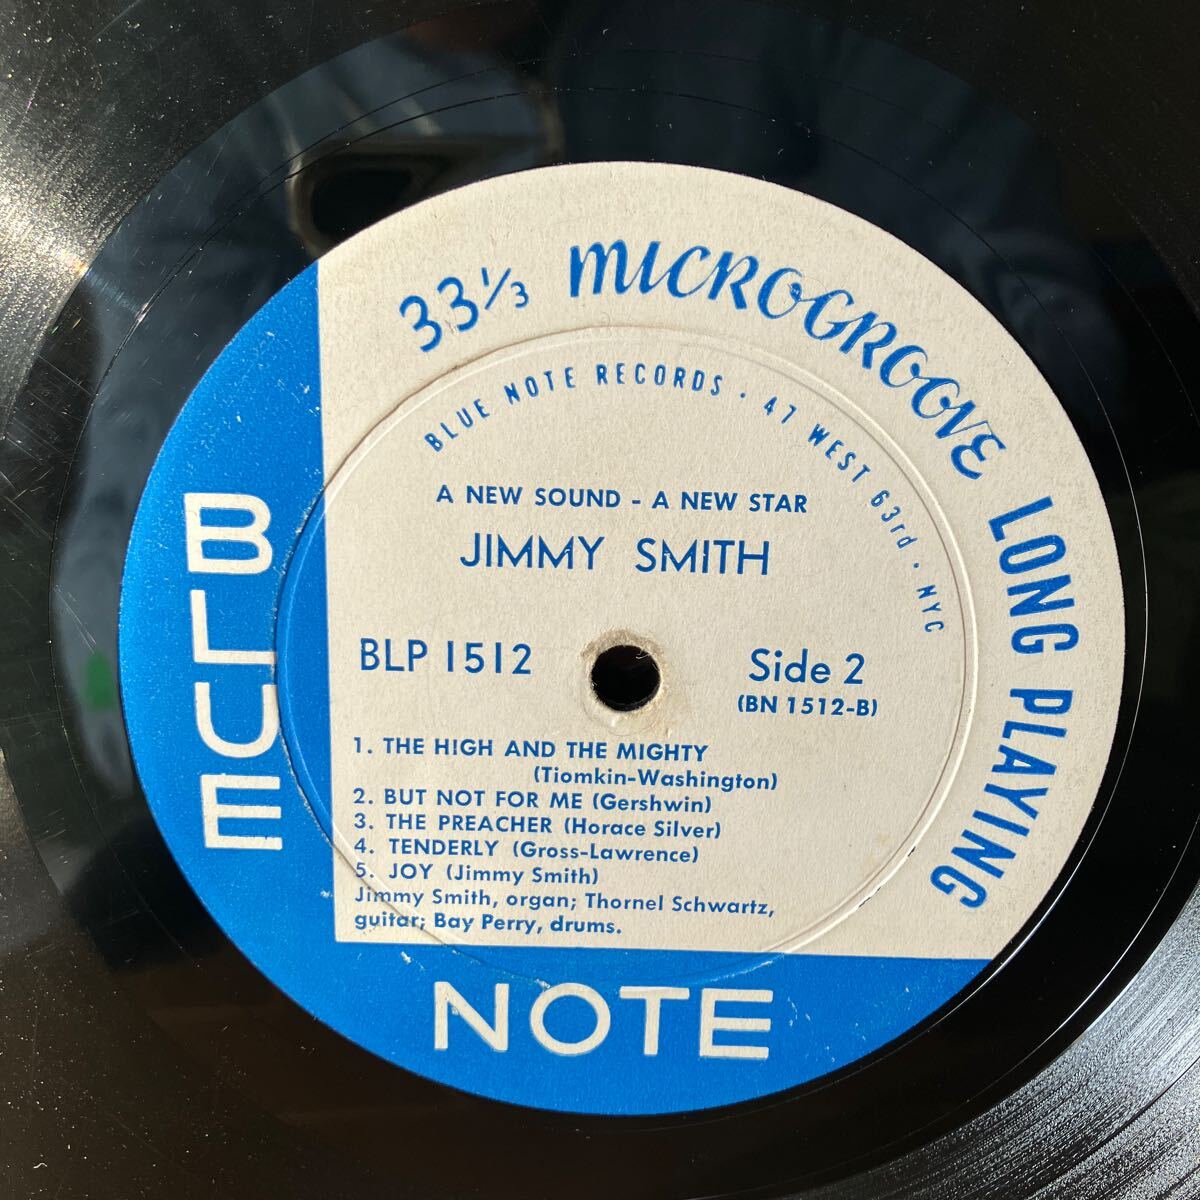 33⅓ MICROGROOVE LONG PLAYING
BLUE NOTE RECORDS · 47 WEST 63rd · NYC
A NEW SOUND - A NEW STAR
JIMMY SMITH
BLP 1512
Side 2
(BN 1512-B)
1. THE HIGH AND THE MIGHTY
(Tiomkin-Washington)
2. BUT NOT FOR ME (Gershwin)
3. THE PREACHER (Horace Silver)
4. TENDERLY (Gross-Lawrence)
5. JOY (Jimmy Smith)
Jimmy Smith, organ; Thornel Schwartz,
guitar; Bay Perry, drums.
BLUE
NOTE